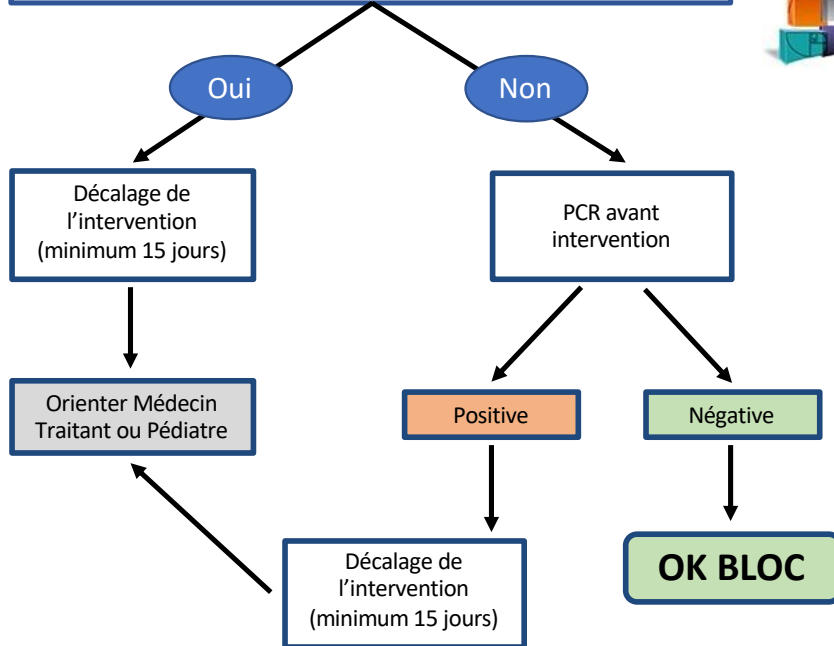 Oui
Non
Décalage de
l'intervention
(minimum 15 jours)
PCR avant
intervention
Orienter Médecin
Traitant ou Pédiatre
Positive
Négative
Décalage de
l'intervention
(minimum 15 jours)
OK BLOC